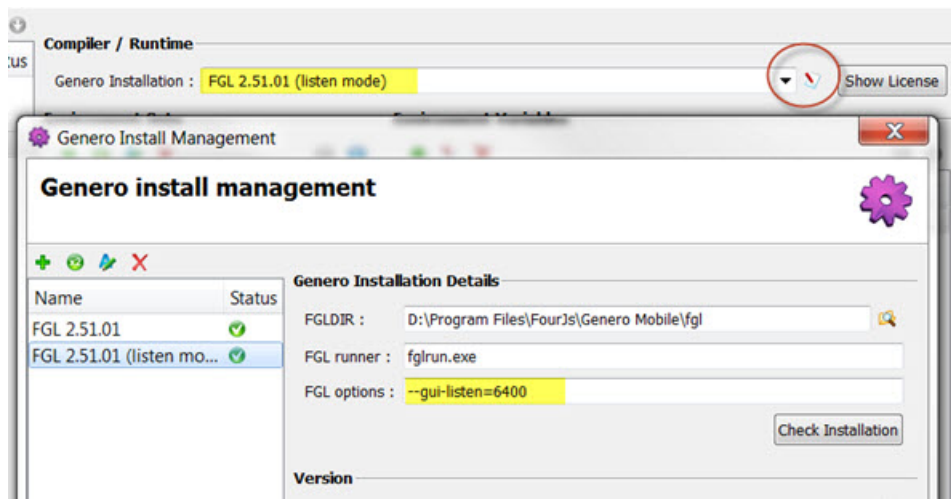 tus
Compiler / Runtime
Genero Installation : FGL 2.51.01 (listen mode) Show License
Genero Install Management
Genero install management
Name Status
Genero Installation Details
FGL 2.51.01
FGLDIR : D:\Program Files\FourJs\Genero Mobile\fgl
FGL 2.51.01 (listen mo...
FGL runner : fglrun.exe
FGL options : --gui-listen=6400
Check Installation
Version